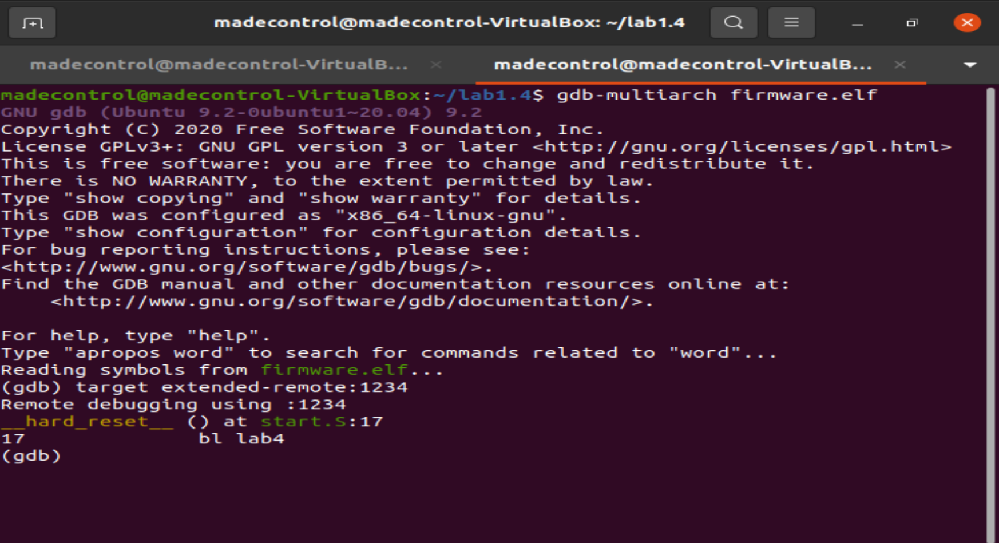 madecontrol@madecontrol-VirtualBox: ~/lab1.4
madecontrol@madecontrol-VirtualB...
madecontrol@madecontrol-VirtualB...
madecontrol@madecontrol-VirtualBox:~/lab1.4$ gdb-multiarch firmware.elf
GNU gdb (Ubuntu 9.2-0ubuntu1~20.04) 9.2
Copyright (C) 2020 Free Software Foundation, Inc.
License GPLv3+: GNU GPL version 3 or later <http://gnu.org/licenses/gpl.html>
This is free software: you are free to change and redistribute it.
There is NO WARRANTY, to the extent permitted by law.
Type "show copying" and "show warranty" for details.
This GDB was configured as "x86_64-linux-gnu".
Type "show configuration" for configuration details.
For bug reporting instructions, please see:
<http://www.gnu.org/software/gdb/bugs/>.
Find the GDB manual and other documentation resources online at:
    <http://www.gnu.org/software/gdb/documentation/>.

For help, type "help".
Type "apropos word" to search for commands related to "word"...
Reading symbols from firmware.elf...
(gdb) target extended-remote:1234
Remote debugging using :1234
__hard_reset__ () at start.S:17
17              bl lab4
(gdb)